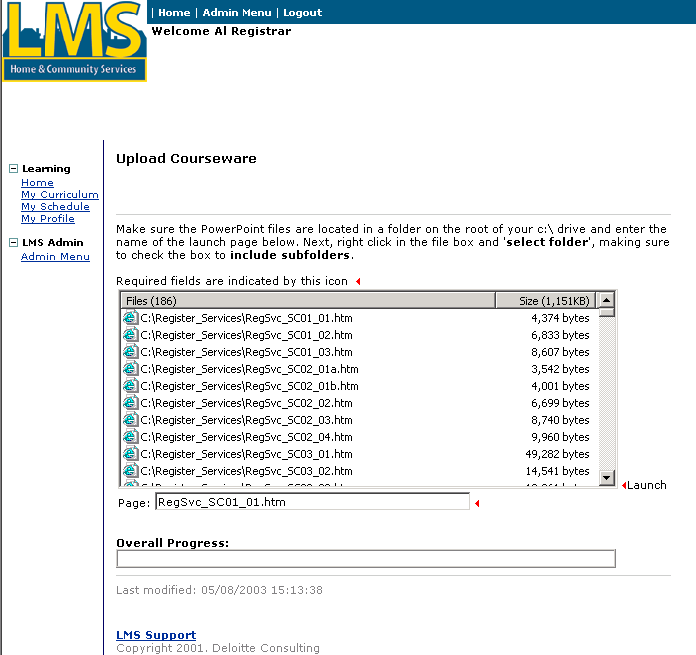 LMS
Home & Community Services
| Home | Admin Menu | Logout
Welcome Al Registrar
Learning
Home
My Curriculum
My Schedule
My Profile
LMS Admin
Admin Menu
Upload Courseware
Make sure the PowerPoint files are located in a folder on the root of your c:\ drive and enter the
name of the launch page below. Next, right click in the file box and 'select folder', making sure
to check the box to include subfolders.
Required fields are indicated by this icon
Files (186) Size (1,151KB)
C:\Register_Services\RegSvc_SC01_01.htm 4,374 bytes
C:\Register_Services\RegSvc_SC01_02.htm 6,833 bytes
C:\Register_Services\RegSvc_SC01_03.htm 8,607 bytes
C:\Register_Services\RegSvc_SC02_01a.htm 3,542 bytes
C:\Register_Services\RegSvc_SC02_01b.htm 4,001 bytes
C:\Register_Services\RegSvc_SC02_02.htm 6,699 bytes
C:\Register_Services\RegSvc_SC02_03.htm 8,740 bytes
C:\Register_Services\RegSvc_SC02_04.htm 9,960 bytes
C:\Register_Services\RegSvc_SC03_01.htm 49,282 bytes
C:\Register_Services\RegSvc_SC03_02.htm 14,541 bytes
Launch
Page: RegSvc_SC01_01.htm
Overall Progress:
Last modified: 05/08/2003 15:13:38
LMS Support
Copyright 2001. Deloitte Consulting